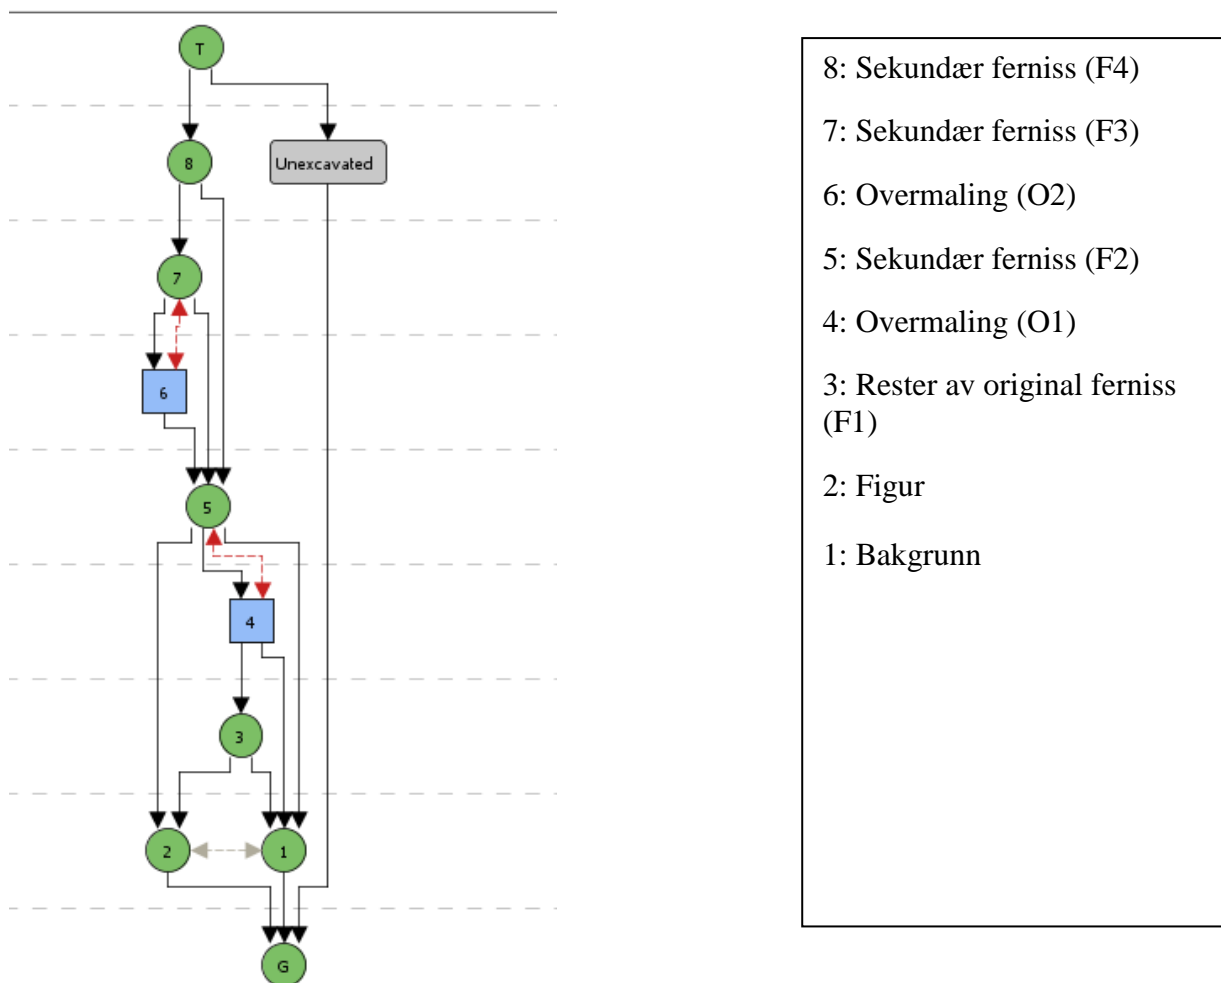 T
8
Unexcavated
7
6
5
4
3
2
1
G
8: Sekundær ferniss (F4)
7: Sekundær ferniss (F3)
6: Overmaling (O2)
5: Sekundær ferniss (F2)
4: Overmaling (O1)
3: Rester av original ferniss
(F1)
2: Figur
1: Bakgrunn